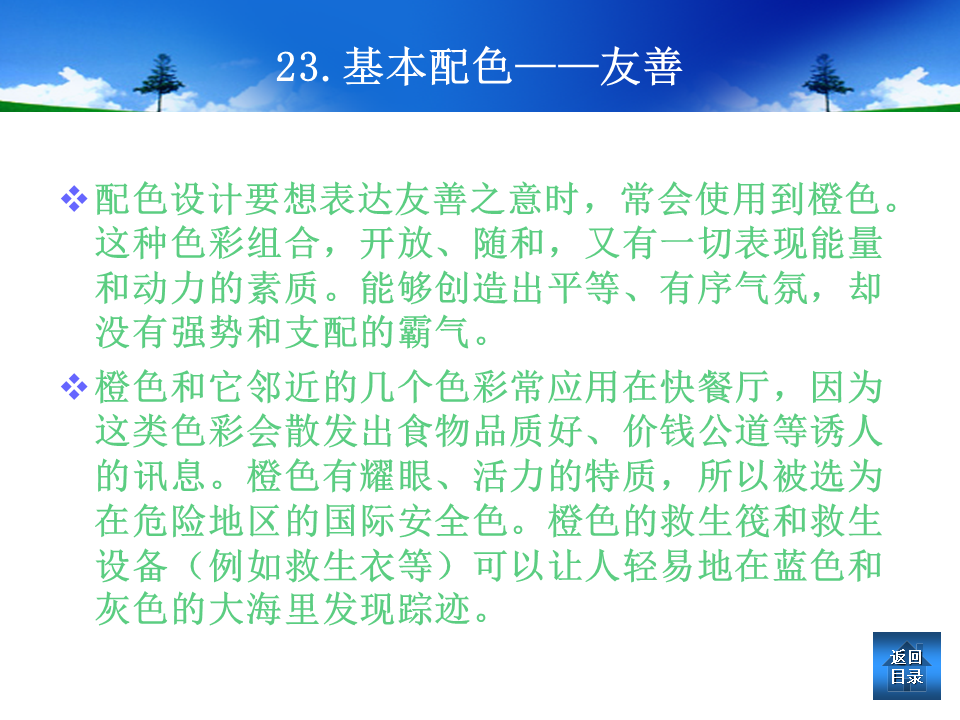 23.基本配色——友善
配色设计要想表达友善之意时，常会使用到橙色。
这种色彩组合，开放、随和，又有一切表现能量
和动力的素质。能够创造出平等、有序气氛，却
没有强势和支配的霸气。
橙色和它邻近的几个色彩常应用在快餐厅，因为
这类色彩会散发出食物品质好、价钱公道等诱人
的讯息。橙色有耀眼、活力的特质，所以被选为
在危险地区的国际安全色。橙色的救生筏和救生
设备（例如救生衣等）可以让人轻易地在蓝色和
灰色的大海里发现踪迹。
返回
目录